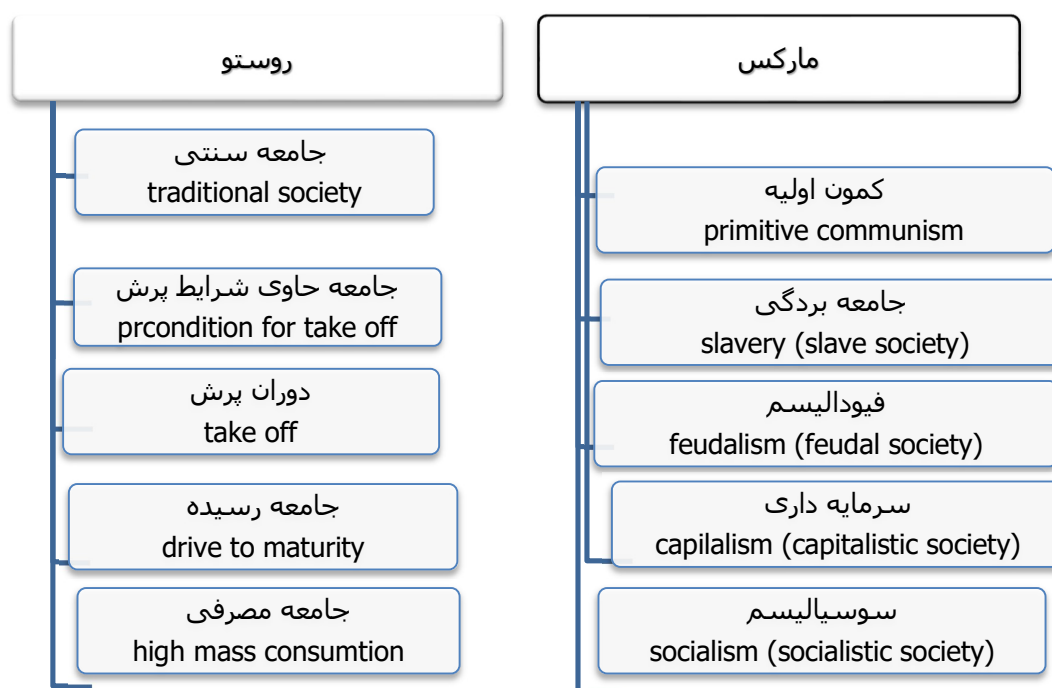 مارکس
کمون اولیه
primitive communism
جامعه بردگی
slavery (slave society)
فیودالیسم
feudalism (feudal society)
سرمایه داری
capilalism (capitalistic society)
سوسیالیسم
socialism (socialistic society)
روستو
جامعه سنتی
traditional society
جامعه حاوی شرایط پرش
prcondition for take off
دوران پرش
take off
جامعه رسیده
drive to maturity
جامعه مصرفی
high mass consumtion